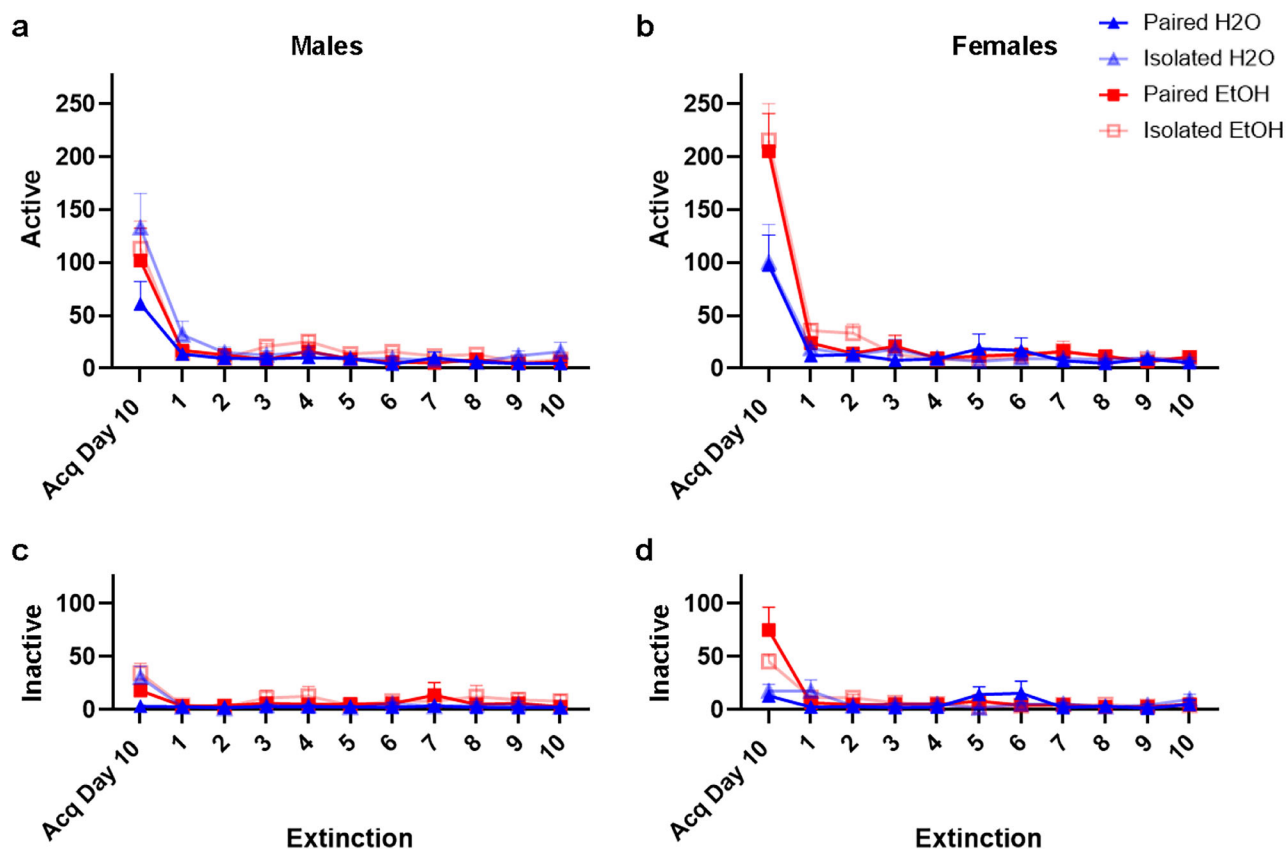 a
Males
250
200
150
100
50
0
Active
Acq Day 10
1
2
3
4
5
6
7
8
9
10
b
Females
250
200
150
100
50
0
Active
Acq Day 10
1
2
3
4
5
6
7
8
9
10
Paired H2O
Isolated H2O
Paired EtOH
Isolated EtOH
c
100
50
0
Inactive
Acq Day 10
1
2
3
4
5
6
7
8
9
10
Extinction
d
100
50
0
Inactive
Acq Day 10
1
2
3
4
5
6
7
8
9
10
Extinction